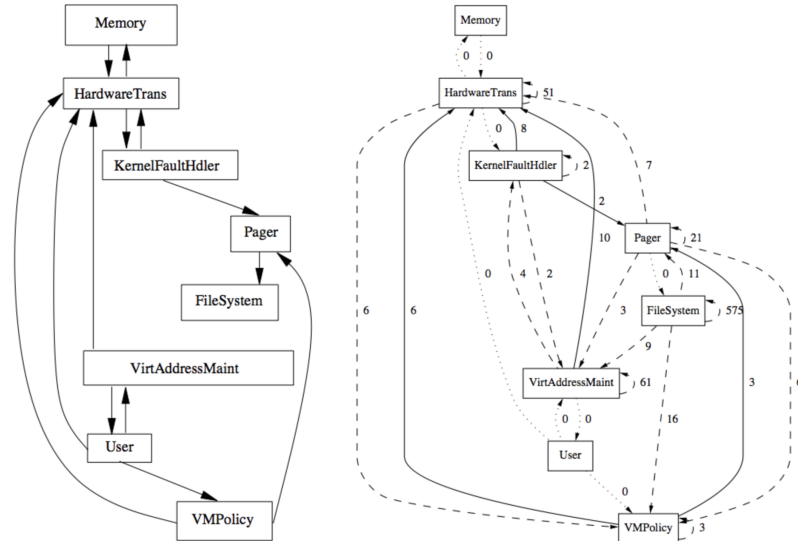 Memory
HardwareTrans
KernelFaultHdler
Pager
FileSystem
VirtAddressMaint
User
VMPolicy
Memory
0 0
HardwareTrans 51
0 8
KernelFaultHdler 2
7
2
Pager 21
10
0 4 2 0 11
FileSystem 575
6 6 3
9
VirtAddressMaint 61
3
0 0 16
User
0
VMPolicy 3